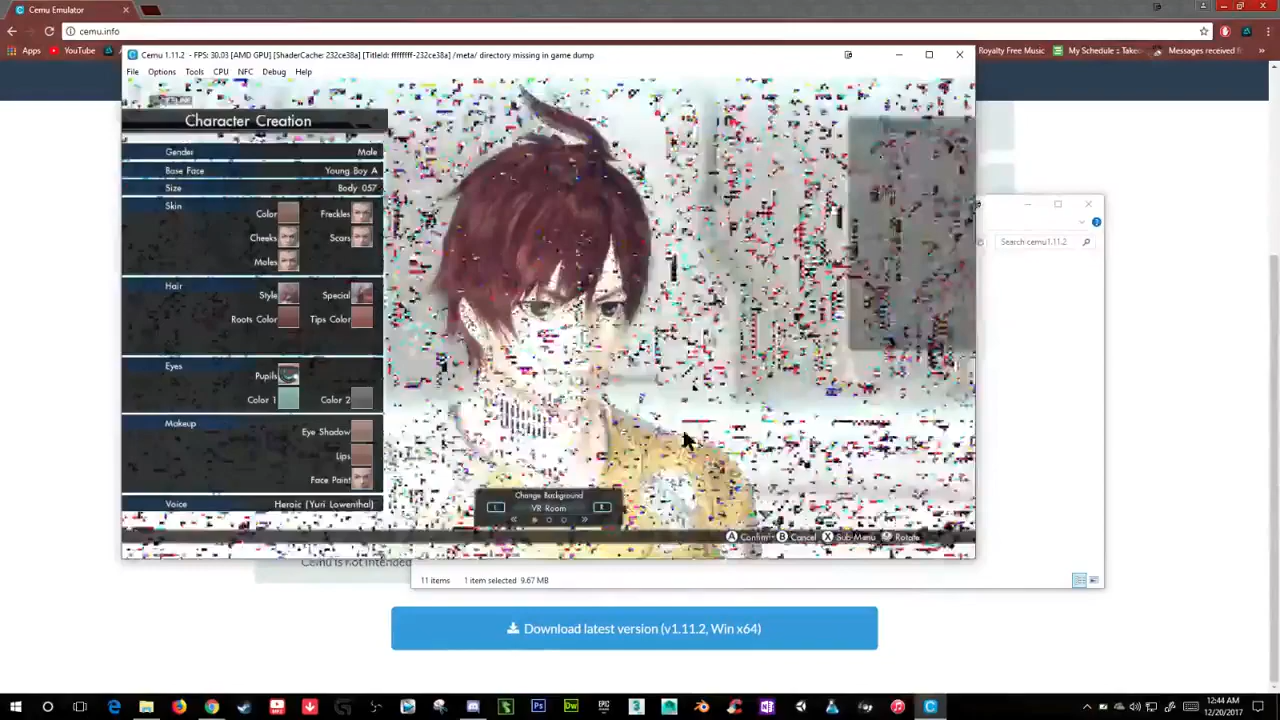 Cemu Emulator
cemu.info
Apps
YouTube
Royalty Free Music
My Schedule :: Take
Messages received f
Cemu 1.11.2 - FPS: 30.03 [AMD GPU] [ShaderCache: 232ce38a] [TitleId: ffffffff-232ce38a] /meta/ directory missing in game dump
File Options Tools CPU NFC Debug Help
Character Creation
Gender Male
Base Face Young Boy A
Size Body 057
Skin
Color Freckles
Cheeks Scars
Moles
Hair
Style Special
Roots Color Tips Color
Eyes
Pupils
Color 1 Color 2
Makeup
Eye Shadow
Lips
Face Paint
Voice Heroic (Yuri Lowenthal)
Change Background
L VR Room R
A Confirm B Cancel X Sub-Menu Rotate
Search cemu1.11.2
Cemu is not intended
11 items 1 item selected 9.67 MB
Download latest version (v1.11.2, Win x64)
12:44 AM
12/20/2017